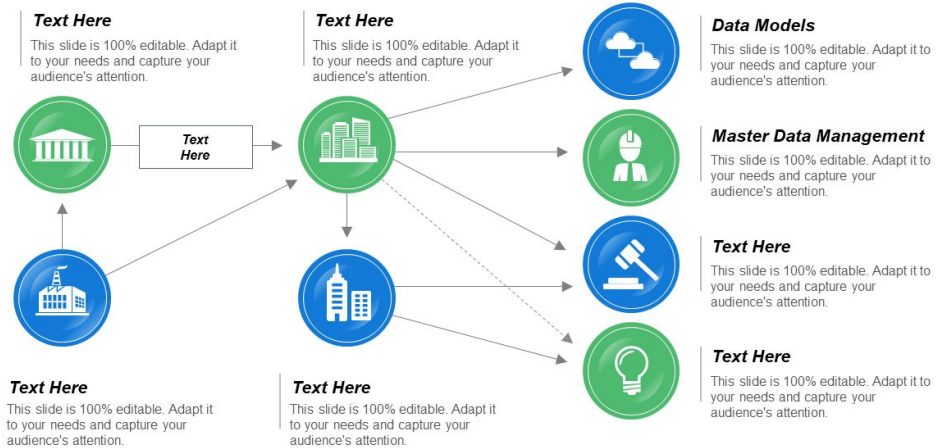 Text Here
This slide is 100% editable. Adapt it
to your needs and capture your
audience's attention.
Text Here
This slide is 100% editable. Adapt it
to your needs and capture your
audience's attention.
Data Models
This slide is 100% editable. Adapt it to
your needs and capture your
audience's attention.
Text
Here
Master Data Management
This slide is 100% editable. Adapt it to
your needs and capture your
audience's attention.
Text Here
This slide is 100% editable. Adapt it to
your needs and capture your
audience's attention.
Text Here
This slide is 100% editable. Adapt it to
your needs and capture your
audience's attention.
Text Here
This slide is 100% editable. Adapt it
to your needs and capture your
audience's attention.
Text Here
This slide is 100% editable. Adapt it
to your needs and capture your
audience's attention.